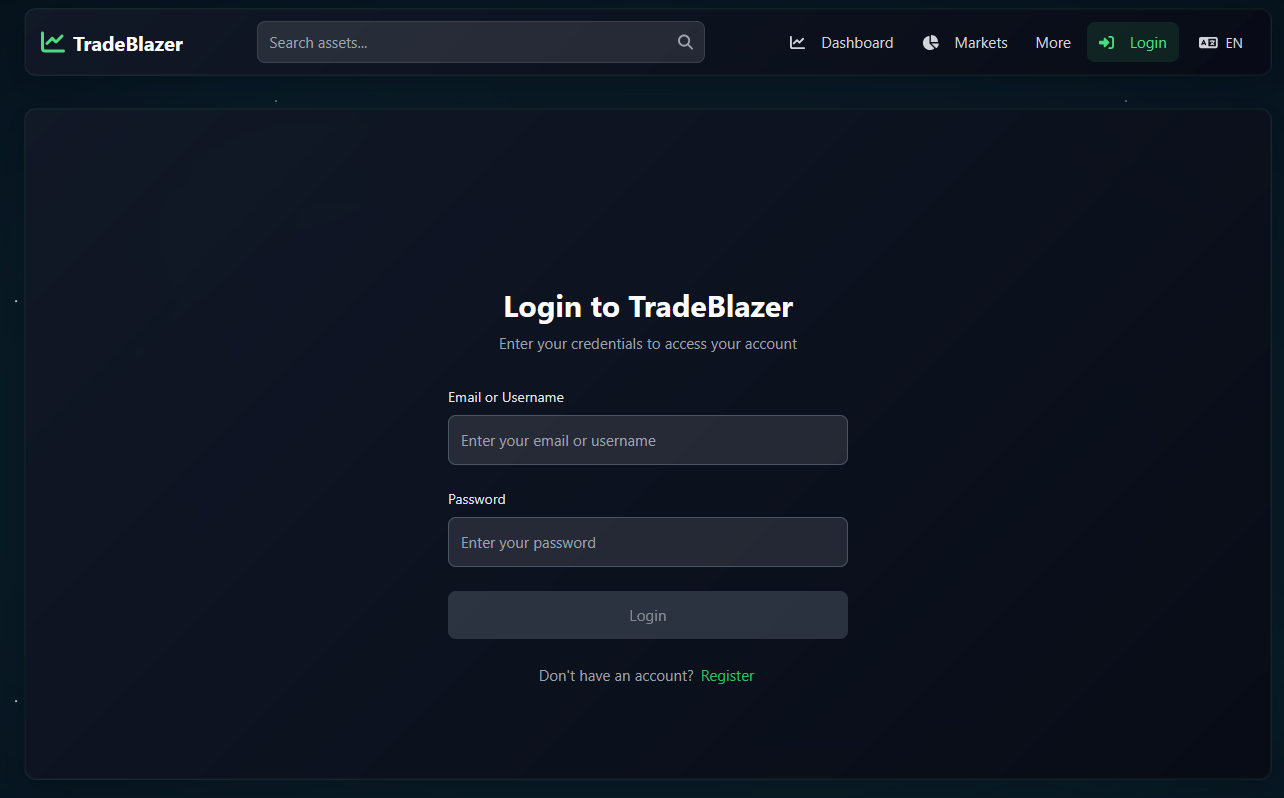 TradeBlazer
Search assets...
Dashboard
Markets
More
Login
EN
Login to TradeBlazer
Enter your credentials to access your account
Email or Username
Enter your email or username
Password
Enter your password
Login
Don't have an account? Register